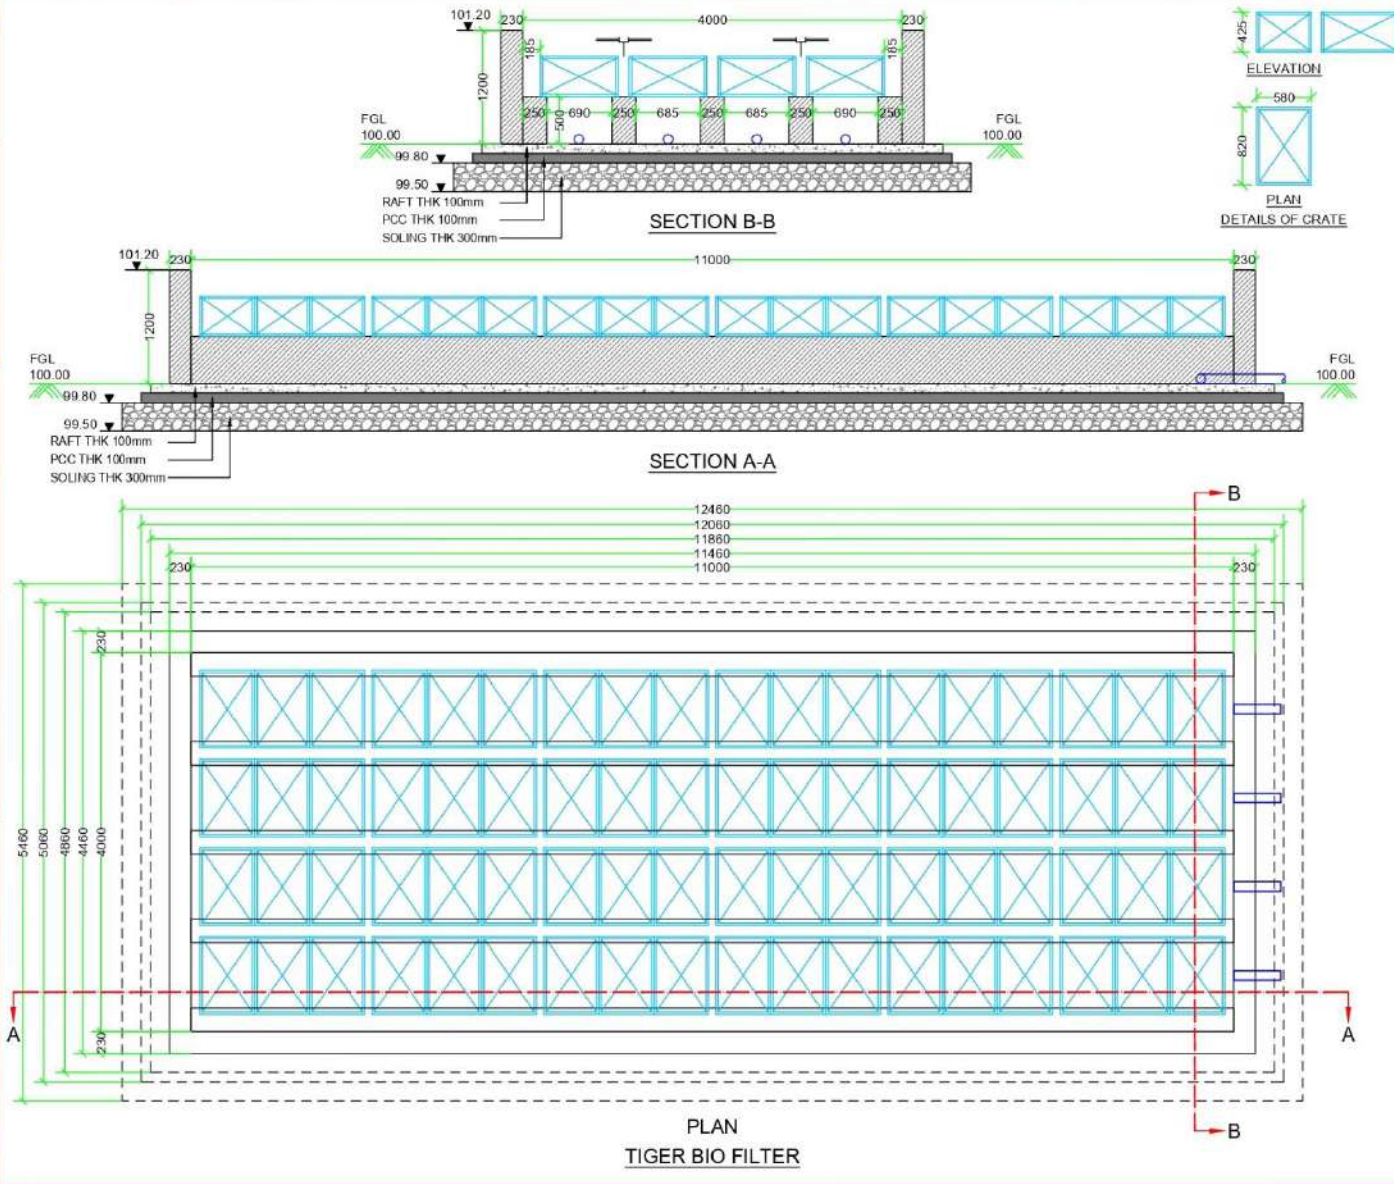 101.20 230 4000 230
185 185
1200
250 690 250 685 250 685 250 690 250
500
FGL
100.00
FGL
100.00
99.80
99.50
RAFT THK 100mm
PCC THK 100mm
SOLING THK 300mm
SECTION B-B
425
ELEVATION
580
820
PLAN
DETAILS OF CRATE
101.20 230 11000 230
1200
FGL
100.00
FGL
100.00
99.80
99.50
RAFT THK 100mm
PCC THK 100mm
SOLING THK 300mm
SECTION A-A
B
12460
12060
11860
11460
230 11000 230
230
5460 5060 4860 4460 4000
230
A A
B
PLAN
TIGER BIO FILTER